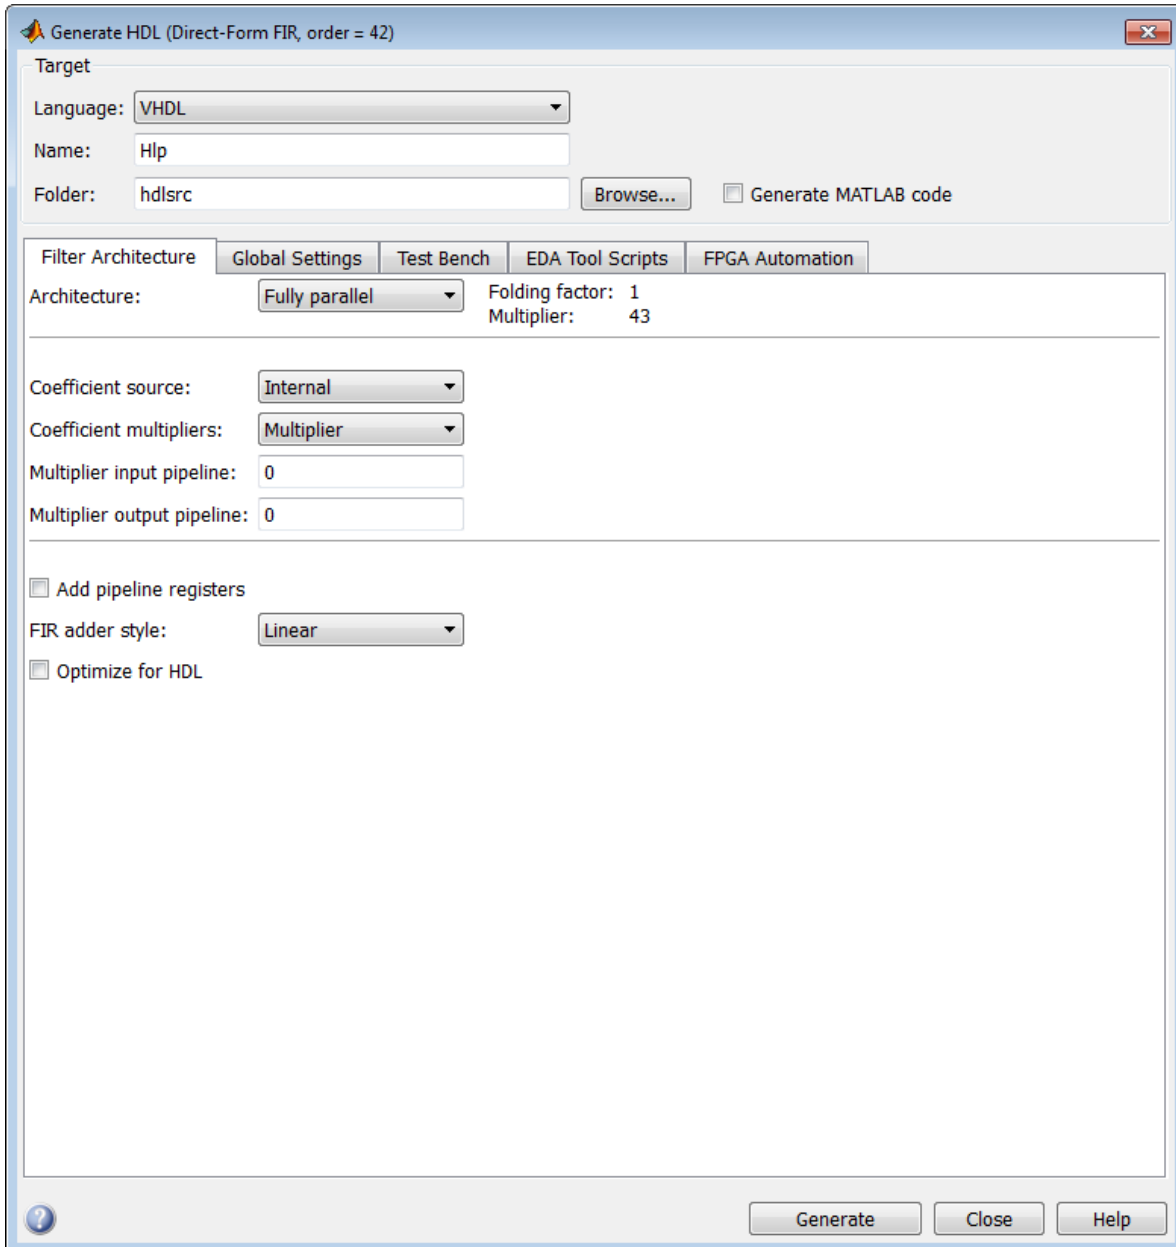 Generate HDL (Direct-Form FIR, order = 42)
Target
Language: VHDL
Name: Hlp
Folder: hdlsrc Browse... Generate MATLAB code
Filter Architecture Global Settings Test Bench EDA Tool Scripts FPGA Automation
Architecture: Fully parallel Folding factor: 1
Multiplier: 43
Coefficient source: Internal
Coefficient multipliers: Multiplier
Multiplier input pipeline: 0
Multiplier output pipeline: 0
Add pipeline registers
FIR adder style: Linear
Optimize for HDL
? Generate Close Help